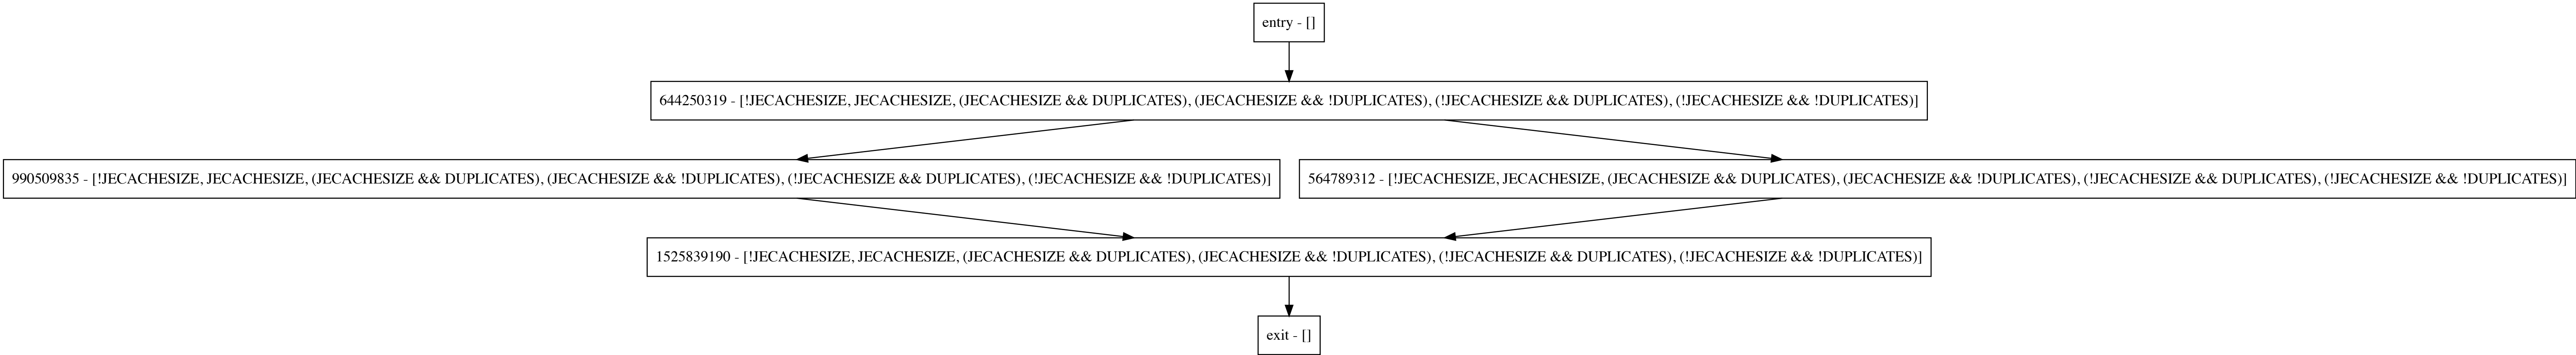 entry - []
644250319 - [!JECACHESIZE, JECACHESIZE, (JECACHESIZE && DUPLICATES), (JECACHESIZE && !DUPLICATES), (!JECACHESIZE && DUPLICATES), (!JECACHESIZE && !DUPLICATES)]
990509835 - [!JECACHESIZE, JECACHESIZE, (JECACHESIZE && DUPLICATES), (JECACHESIZE && !DUPLICATES), (!JECACHESIZE && DUPLICATES), (!JECACHESIZE && !DUPLICATES)]
564789312 - [!JECACHESIZE, JECACHESIZE, (JECACHESIZE && DUPLICATES), (JECACHESIZE && !DUPLICATES), (!JECACHESIZE && DUPLICATES), (!JECACHESIZE && !DUPLICATES)]
1525839190 - [!JECACHESIZE, JECACHESIZE, (JECACHESIZE && DUPLICATES), (JECACHESIZE && !DUPLICATES), (!JECACHESIZE && DUPLICATES), (!JECACHESIZE && !DUPLICATES)]
exit - []